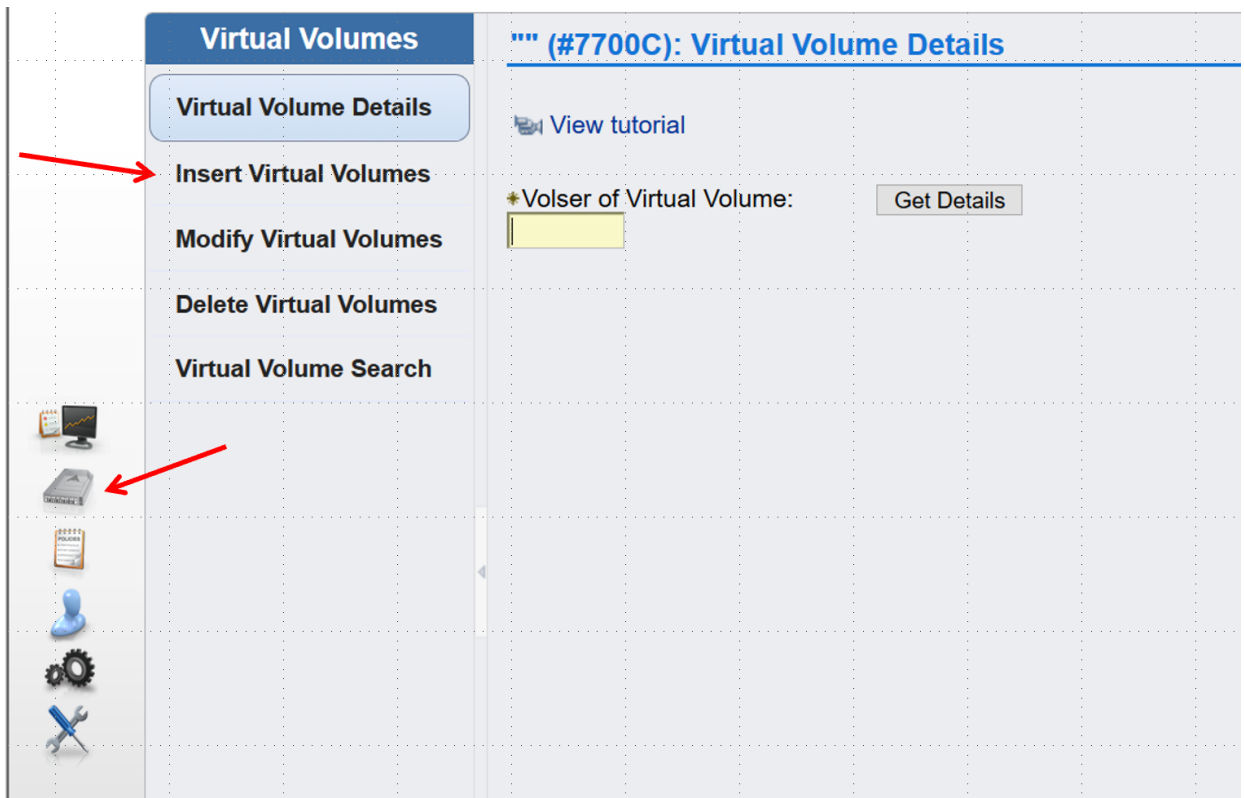 Virtual Volumes
Virtual Volume Details
Insert Virtual Volumes
Modify Virtual Volumes
Delete Virtual Volumes
Virtual Volume Search
POLICIES
"" (#7700C): Virtual Volume Details
View tutorial
*Volser of Virtual Volume:
Get Details